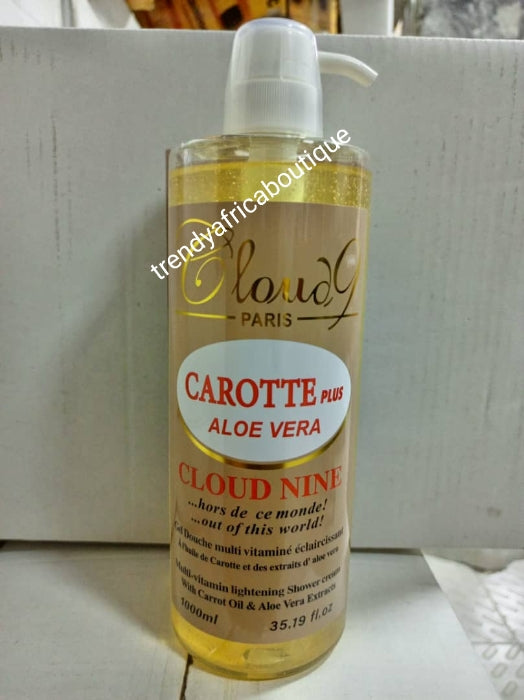 trendyafricaboutique
Cloud 9
PARIS
CAROTTE PLUS
ALOE VERA
CLOUD NINE
...hors de ce monde!
...out of this world!
Gel Douche multi vitaminé éclaircissant
à l'huile de Carotte et des extraits d' aloe vera
Multi-vitamin lightening Shower cream
With Carrot Oil & Aloe Vera Extracts
1000ml 35.19 fl.oz